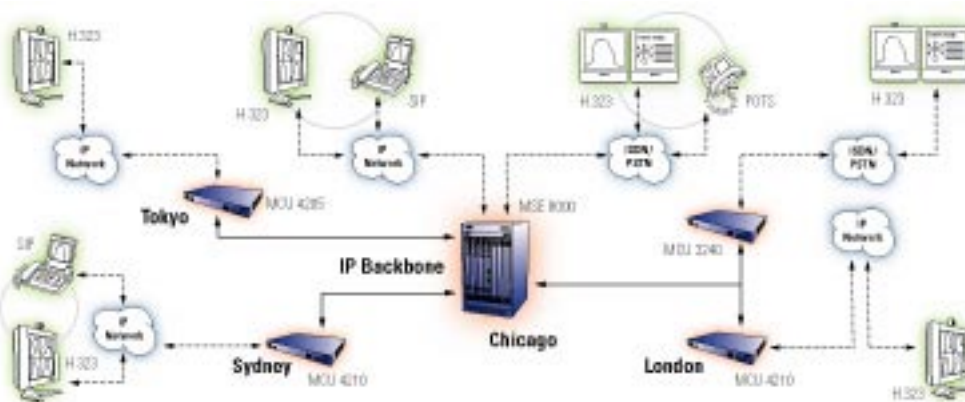 H.323
H.323
SIP
H.323
POTS
H.323
IP
Network
IP
Network
ISDN/
PSTN
ISDN/
PSTN
MCU 4205
Tokyo
MSE 8000
MCU 3240
IP
Network
SIP
IP Backbone
IP
Network
Chicago
H.323
Sydney
MCU 4210
London
MCU 4210
H.323